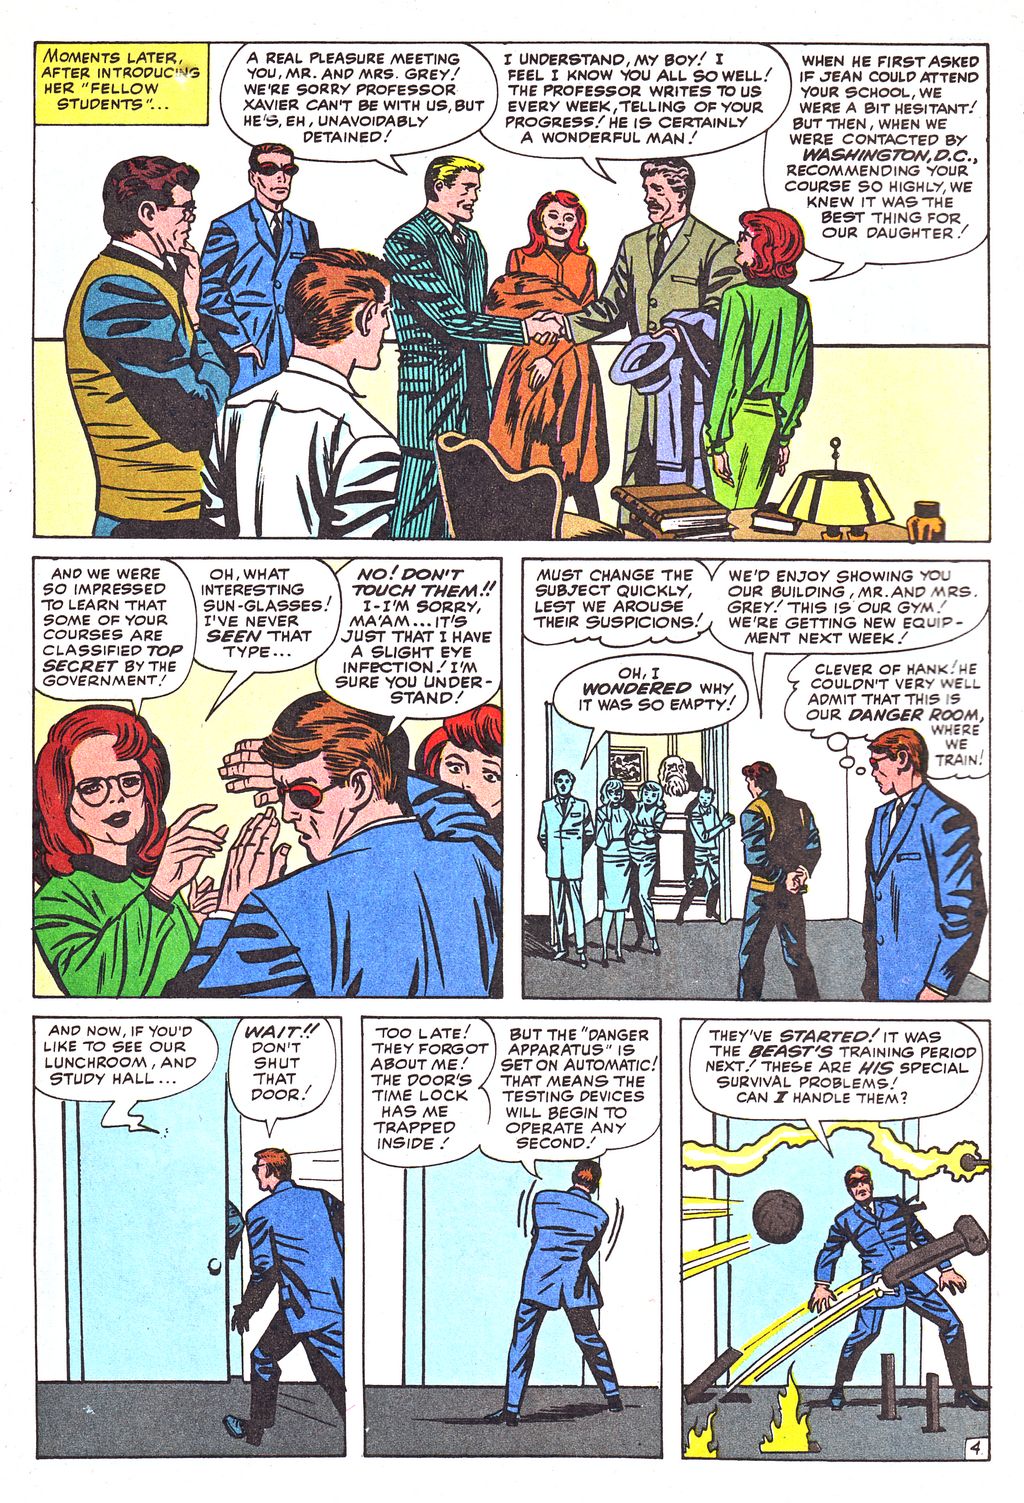 MOMENTS LATER,
AFTER INTRODUCING
HER "FELLOW
STUDENTS"...
A REAL PLEASURE MEETING
YOU, MR. AND MRS. GREY!
WE'RE SORRY PROFESSOR
XAVIER CAN'T BE WITH US, BUT
HE'S, EH, UNAVOIDABLY
DETAINED!
I UNDERSTAND, MY BOY! I
FEEL I KNOW YOU ALL SO WELL!
THE PROFESSOR WRITES TO US
EVERY WEEK, TELLING OF YOUR
PROGRESS! HE IS CERTAINLY
A WONDERFUL MAN!
WHEN HE FIRST ASKED
IF JEAN COULD ATTEND
YOUR SCHOOL, WE
WERE A BIT HESITANT!
BUT THEN, WHEN WE
WERE CONTACTED BY
WASHINGTON, D.C.,
RECOMMENDING YOUR
COURSE SO HIGHLY, WE
KNEW IT WAS THE
BEST THING FOR
OUR DAUGHTER!
AND WE WERE
SO IMPRESSED
TO LEARN THAT
SOME OF YOUR
COURSES ARE
CLASSIFIED TOP
SECRET BY THE
GOVERNMENT!
OH, WHAT
INTERESTING
SUN-GLASSES!
I'VE NEVER
SEEN THAT
TYPE...
NO! DON'T
TOUCH THEM!!
I-I'M SORRY,
MA'AM...IT'S
JUST THAT I HAVE
A SLIGHT EYE
INFECTION! I'M
SURE YOU UNDER-
STAND!
MUST CHANGE THE
SUBJECT QUICKLY,
LEST WE AROUSE
THEIR SUSPICIONS!
WE'D ENJOY SHOWING YOU
OUR BUILDING, MR. AND MRS.
GREY! THIS IS OUR GYM!
WE'RE GETTING NEW EQUIP-
MENT NEXT WEEK!
OH, I
WONDERED WHY
IT WAS SO EMPTY!
CLEVER OF HANK! HE
COULDN'T VERY WELL
ADMIT THAT THIS IS
OUR DANGER ROOM,
WHERE
WE
TRAIN!
AND NOW, IF YOU'D
LIKE TO SEE OUR
LUNCHROOM, AND
STUDY HALL...
WAIT!!
DON'T
SHUT
THAT
DOOR!
TOO LATE!
THEY FORGOT
ABOUT ME!
THE DOOR'S
TIME LOCK
HAS ME
TRAPPED
INSIDE!
BUT THE "DANGER
APPARATUS" IS
SET ON AUTOMATIC!
THAT MEANS THE
TESTING DEVICES
WILL BEGIN TO
OPERATE ANY
SECOND!
THEY'VE STARTED! IT WAS
THE BEAST'S TRAINING PERIOD
NEXT! THESE ARE HIS SPECIAL
SURVIVAL PROBLEMS!
CAN I HANDLE THEM?
4.